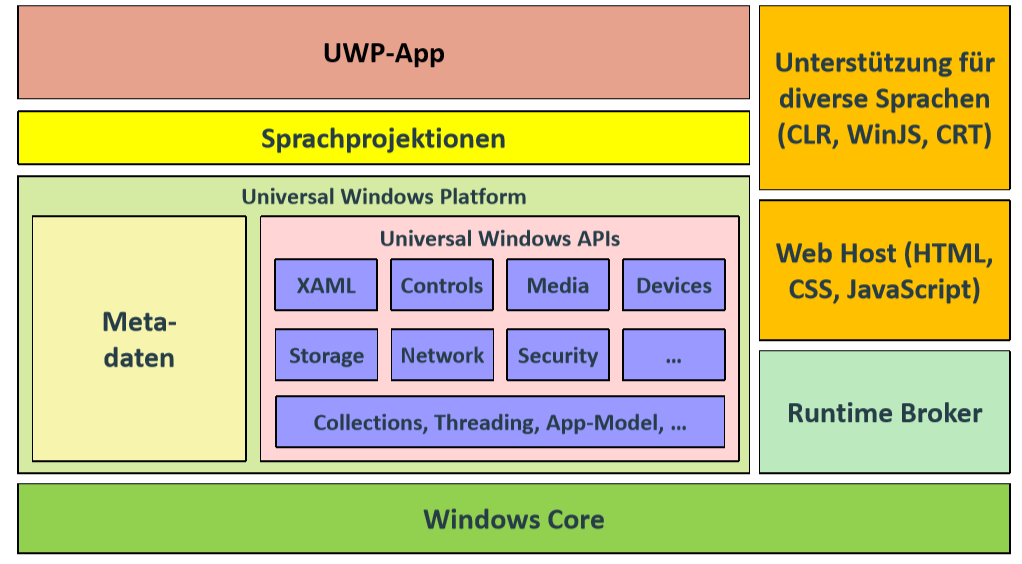 UWP-App
Sprachprojektionen
Universal Windows Platform
Meta-
daten
Universal Windows APIs
XAML
Controls
Media
Devices
Storage
Network
Security
...
Collections, Threading, App-Model, ...
Unterstützung für
diverse Sprachen
(CLR, WinJS, CRT)
Web Host (HTML,
CSS, JavaScript)
Runtime Broker
Windows Core